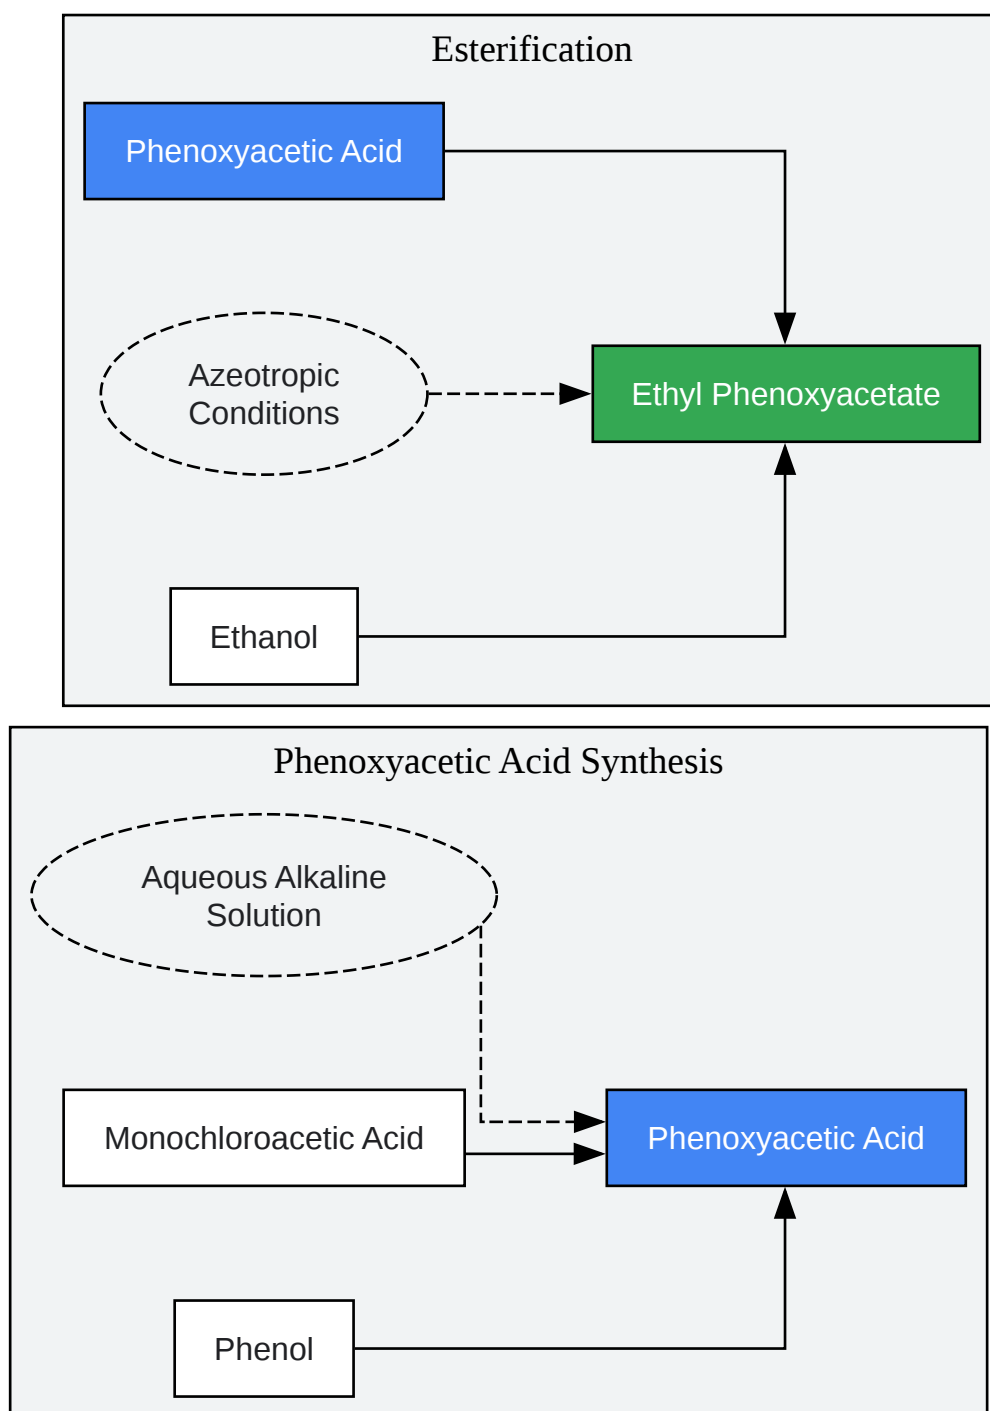 Esterification
Phenoxyacetic Acid
Azeotropic
Conditions
Ethyl Phenoxyacetate
Ethanol
Phenoxyacetic Acid Synthesis
Aqueous Alkaline
Solution
Monochloroacetic Acid
Phenoxyacetic Acid
Phenol